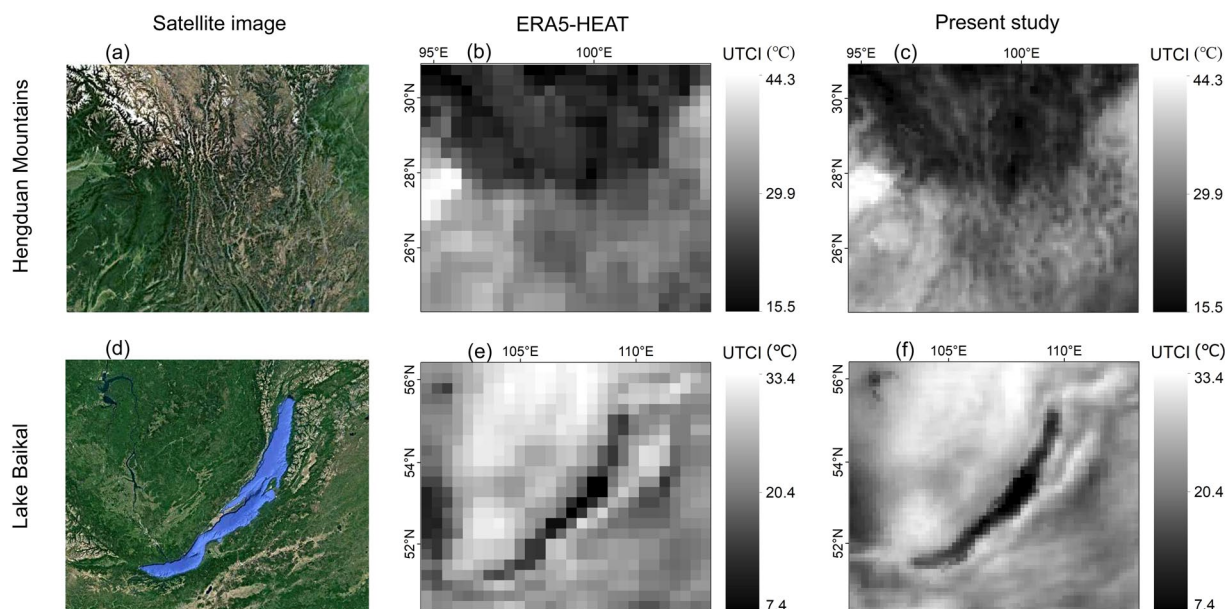 Satellite image
ERA5-HEAT
Present study
Hengduan Mountains
(a)
(b)
95°E
100°E
UTCI (℃)
30°N
28°N
26°N
44.3
29.9
15.5
(c)
95°E
100°E
UTCI (℃)
30°N
28°N
26°N
44.3
29.9
15.5
Lake Baikal
(d)
(e)
105°E
110°E
UTCI (℃)
56°N
54°N
52°N
33.4
20.4
7.4
(f)
105°E
110°E
UTCI (℃)
56°N
54°N
52°N
33.4
20.4
7.4